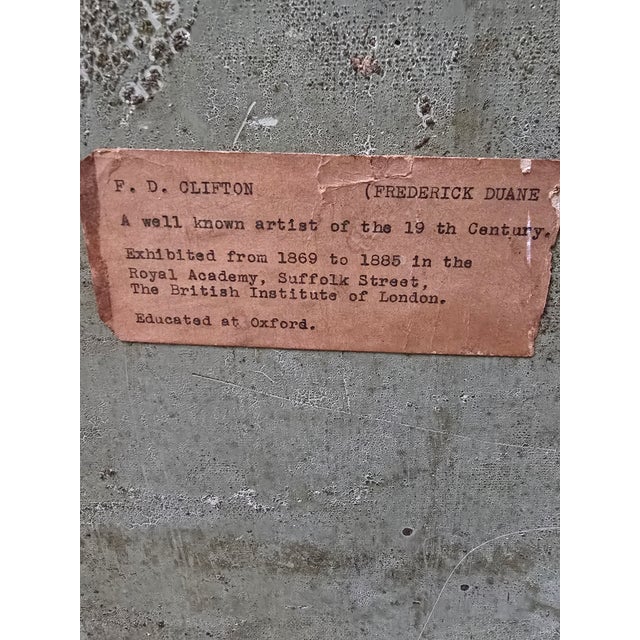 F. D. CLIFTON (FREDERICK DUANE
A well known artist of the 19 th Century.
Exhibited from 1869 to 1885 in the
Royal Academy, Suffolk Street,
The British Institute of London.
Educated at Oxford.